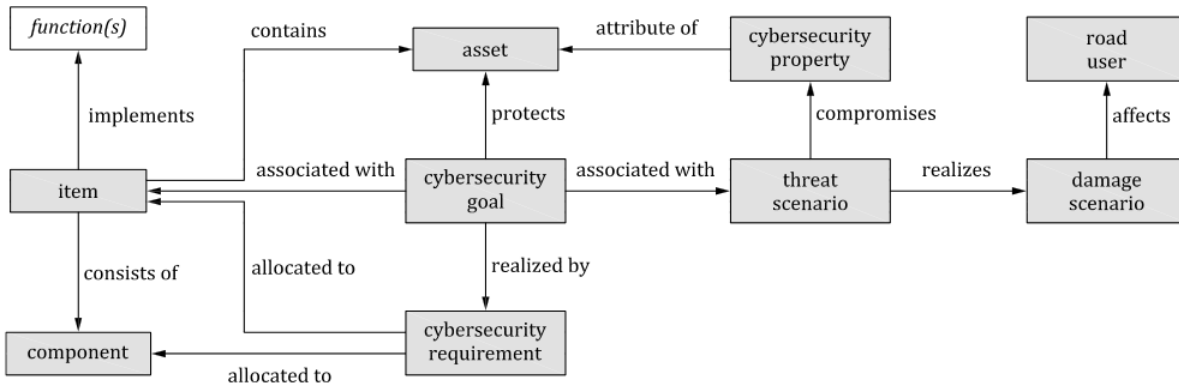 function(s)
contains
asset
attribute of
cybersecurity
property
road
user
implements
protects
compromises
affects
item
associated with
cybersecurity
goal
associated with
threat
scenario
realizes
damage
scenario
consists of
allocated to
realized by
component
cybersecurity
requirement
allocated to